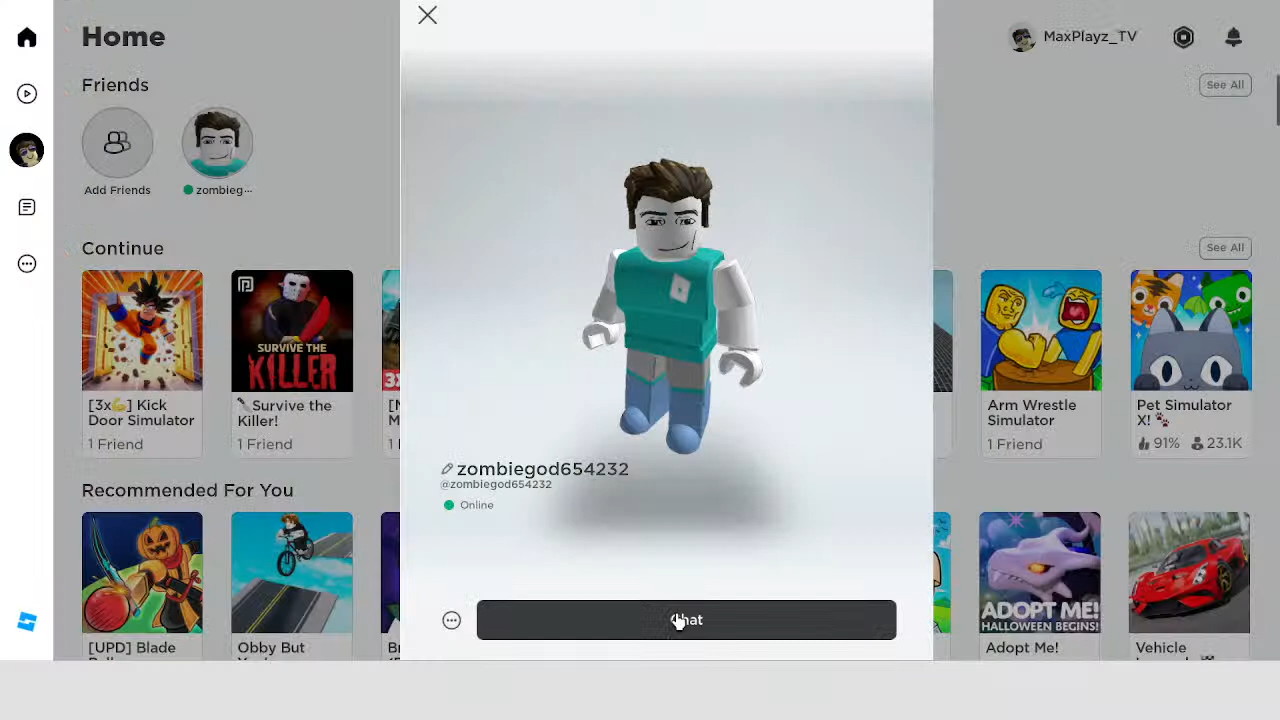 Home
MaxPlayz_TV
Friends
See All
Add Friends
zombieg...
Continue
See All
SURVIVE THE
KILLER
3x
[3x💪] Kick
Door Simulator
1 Friend
🔪Survive the
Killer!
1 Friend
Arm Wrestle
Simulator
1 Friend
Pet Simulator
X! 🐾
91% 23.1K
zombiegod654232
@zombiegod654232
Online
Recommended For You
ADOPT ME!
HALLOWEEN BEGINS!
[UPD] Blade
Obby But
Adopt Me!
Vehicle